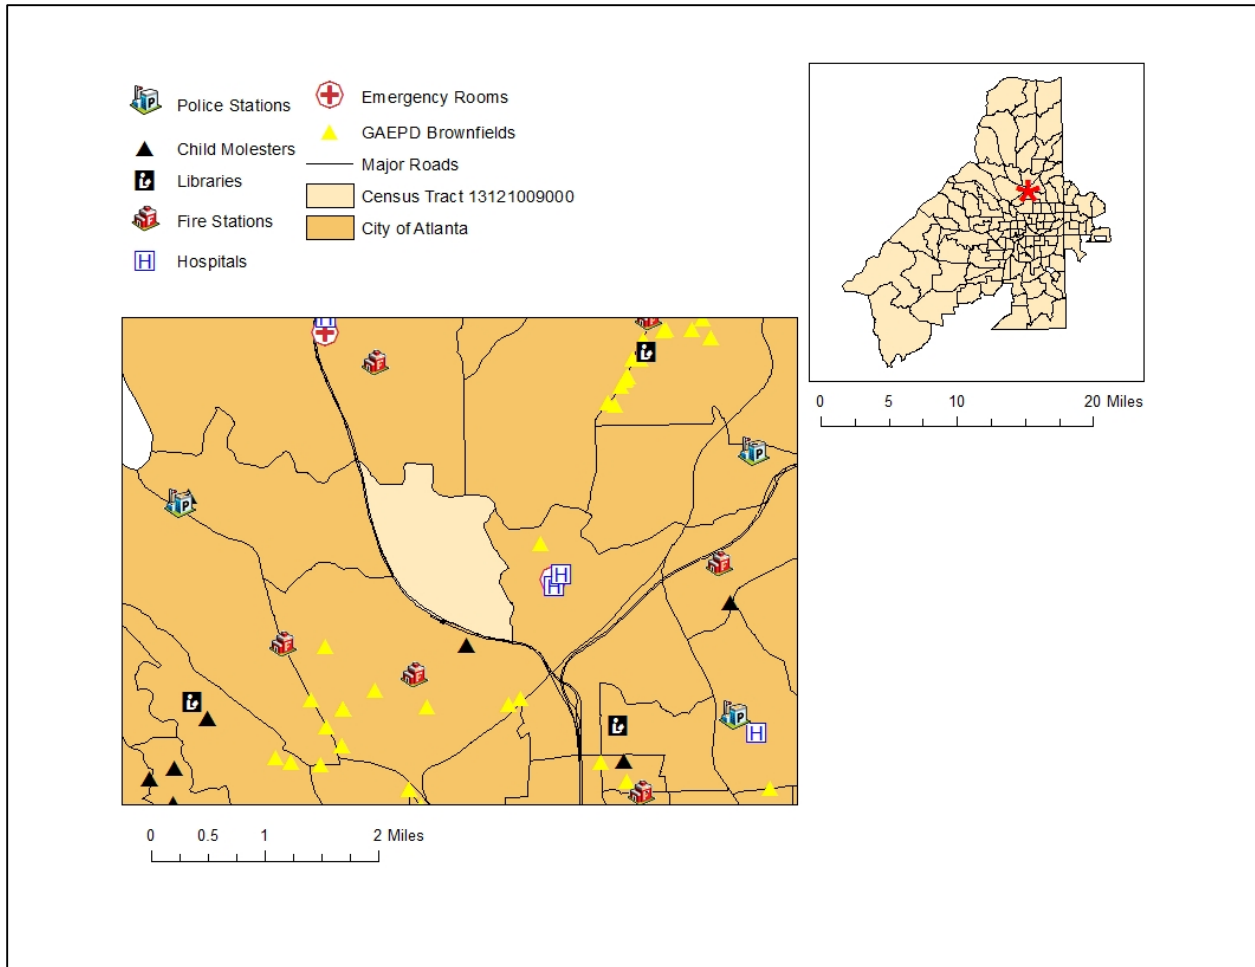 Police Stations
Child Molesters
Libraries
Fire Stations
Hospitals
Emergency Rooms
GAEPD Brownfields
Major Roads
Census Tract 13121009000
City of Atlanta
0 5 10 20 Miles
0 0.5 1 2 Miles